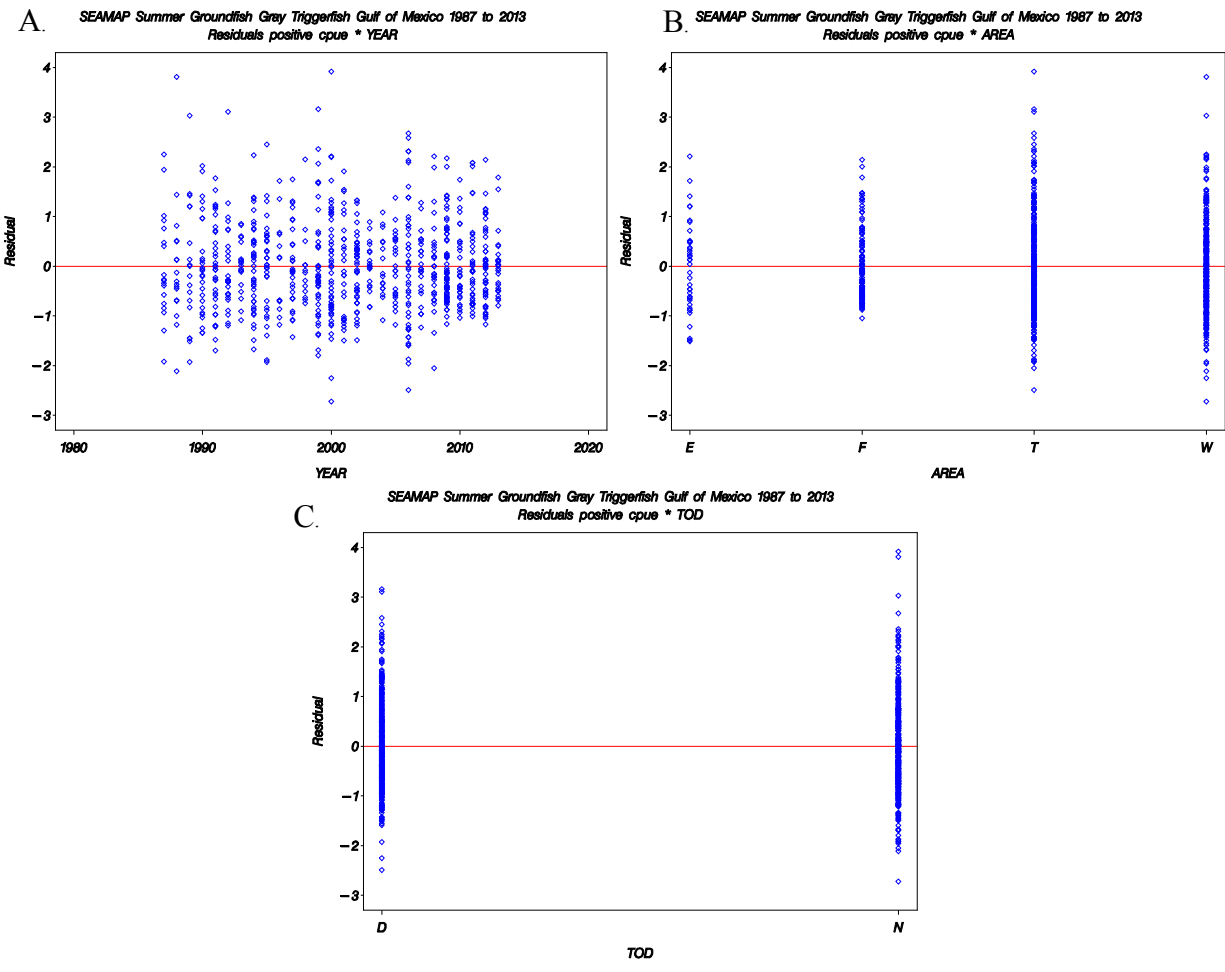 A.
SEAMAP Summer Groundfish Gray Triggerfish Gulf of Mexico 1987 to 2013
Residuals positive cpue * YEAR
4
3
2
1
0
−1
−2
−3
Residual
1980 1990 2000 2010 2020
YEAR
B.
SEAMAP Summer Groundfish Gray Triggerfish Gulf of Mexico 1987 to 2013
Residuals positive cpue * AREA
4
3
2
1
0
−1
−2
−3
Residual
E F T W
AREA
C.
SEAMAP Summer Groundfish Gray Triggerfish Gulf of Mexico 1987 to 2013
Residuals positive cpue * TOD
4
3
2
1
0
−1
−2
−3
Residual
D N
TOD